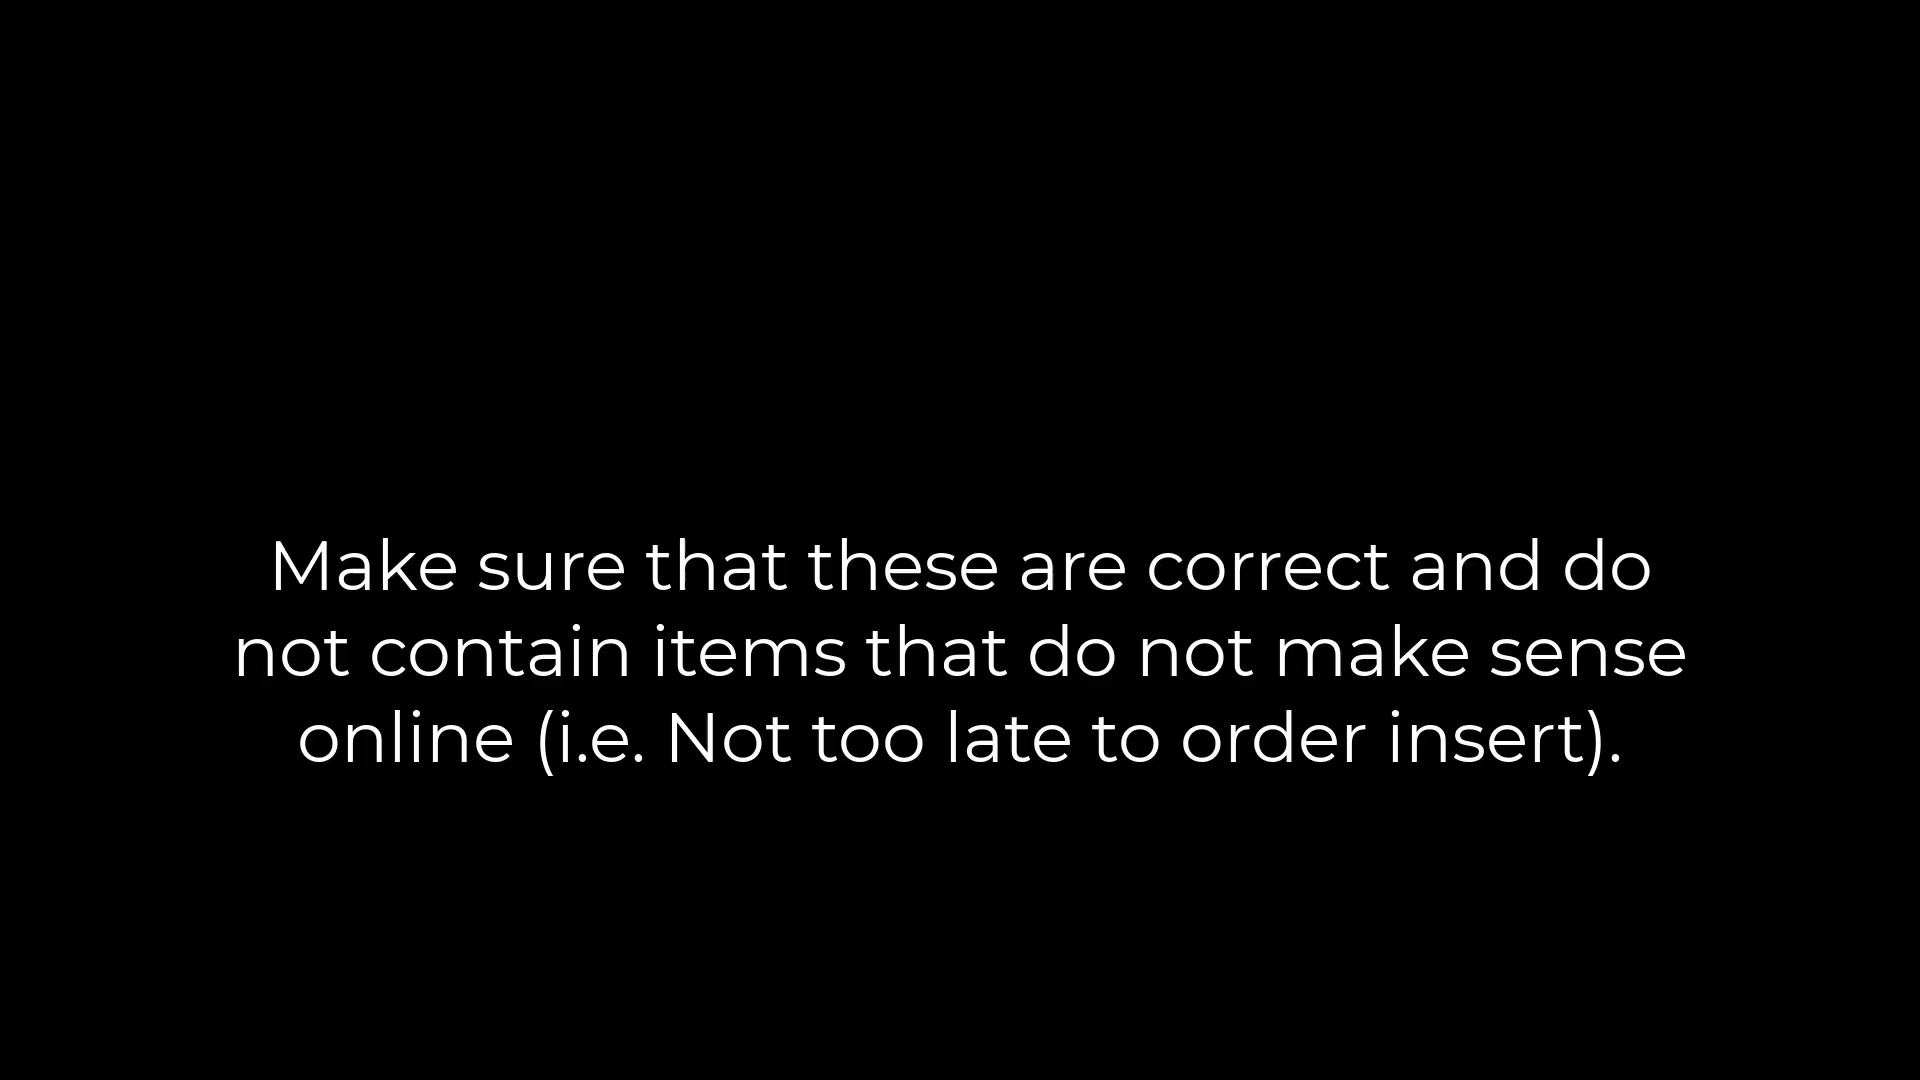 Make sure that these are correct and do
not contain items that do not make sense
online (i.e. Not too late to order insert).